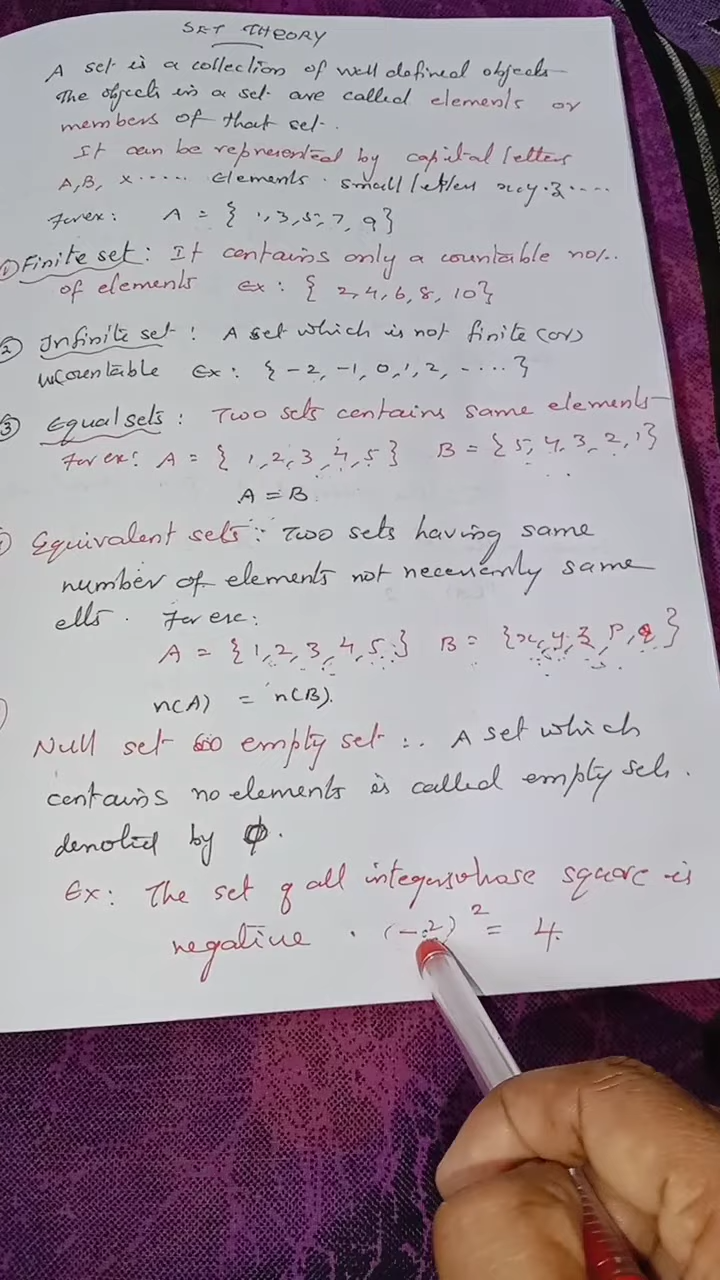 SET THEORY
A set is a collection of well defined objects
The objects in a set are called elements or
members of that set.
It can be represented by capital letters
A, B, X ..... elements. small letters x, y, z ....
For ex: A = { 1, 3, 5, 7, 9}
① Finite set : It contains only a countable no/..
of elements Ex : { 2, 4, 6, 8, 10}
② Infinite set : A set which is not finite (or)
uncountable Ex: { -2, -1, 0, 1, 2, ..... }
③ Equal sets : Two sets contains same elements
For ex: A = { 1, 2, 3, 4, 5 } B = {5, 4, 3, 2, 1}
A = B
Equivalent sets : Two sets having same
number of elements not necessarily same
ells. For ex:
A = {1, 2, 3, 4, 5 } B = {x, y, z, p, q }
n(A) = n(B).
Null set empty set :. A set which
contains no elements is called empty set.
denoted by φ.
Ex: The set of all integers whose square is
negative . (-2)² = 4.